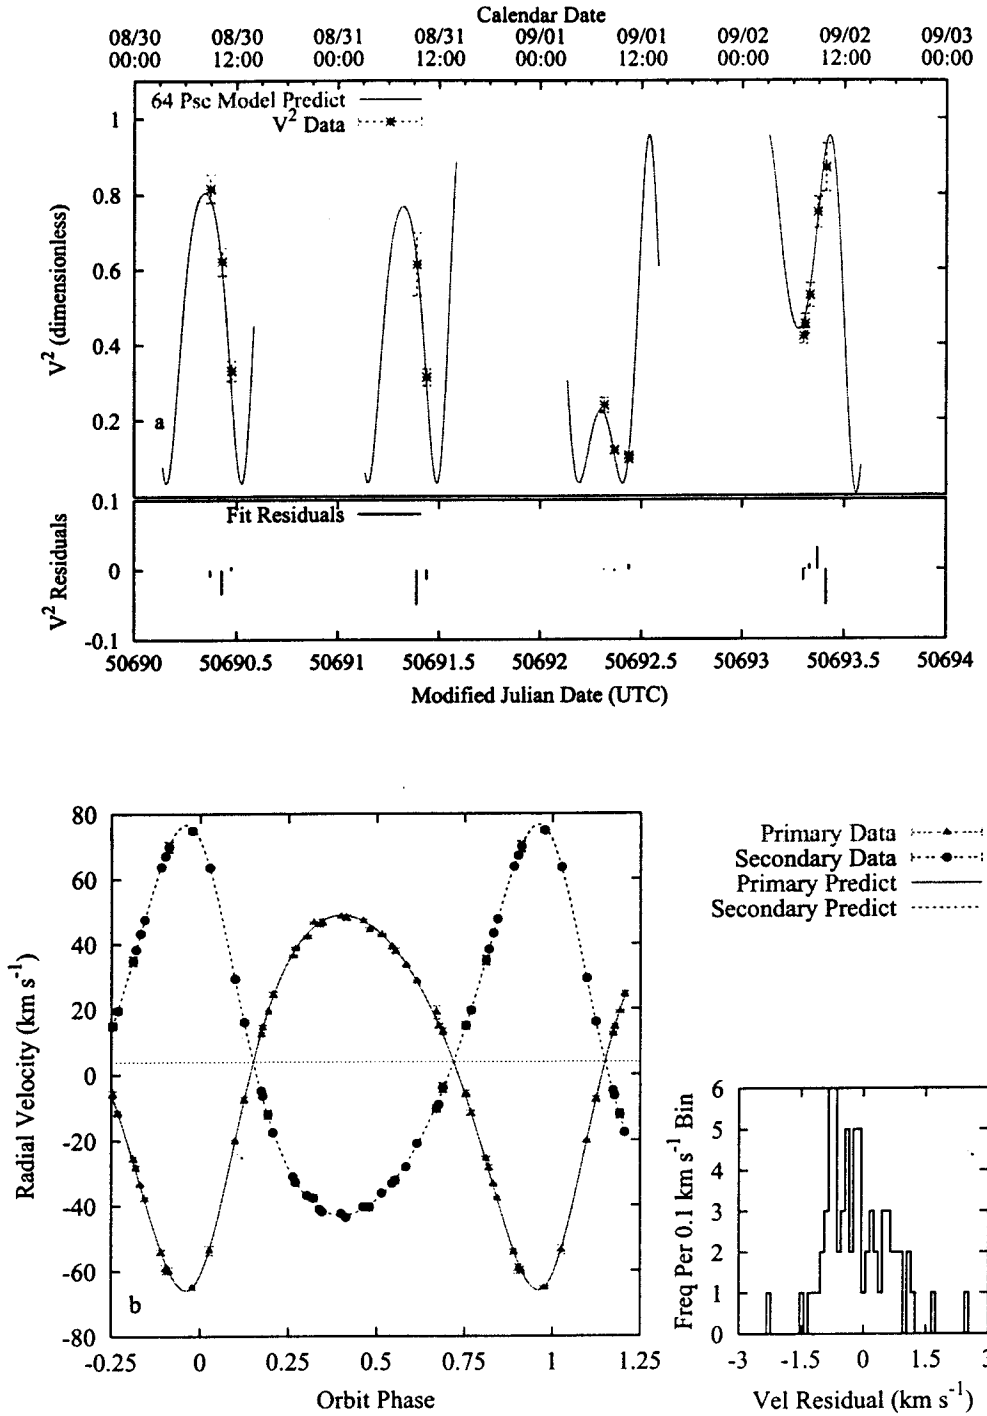 Calendar Date
08/30 08/30 08/31 08/31 09/01 09/01 09/02 09/02 09/03
00:00 12:00 00:00 12:00 00:00 12:00 00:00 12:00 00:00
64 Psc Model Predict
V² Data
1
0.8
0.6
0.4
0.2
V² (dimensionless)
a
0.1
0
-0.1
V² Residuals
Fit Residuals
50690 50690.5 50691 50691.5 50692 50692.5 50693 50693.5 50694
Modified Julian Date (UTC)
80
60
40
20
0
-20
-40
-60
-80
Radial Velocity (km s⁻¹)
b
-0.25 0 0.25 0.5 0.75 1 1.25
Orbit Phase
Primary Data
Secondary Data
Primary Predict
Secondary Predict
6
5
4
3
2
1
0
Freq Per 0.1 km s⁻¹ Bin
-3 -1.5 0 1.5 3
Vel Residual (km s⁻¹)